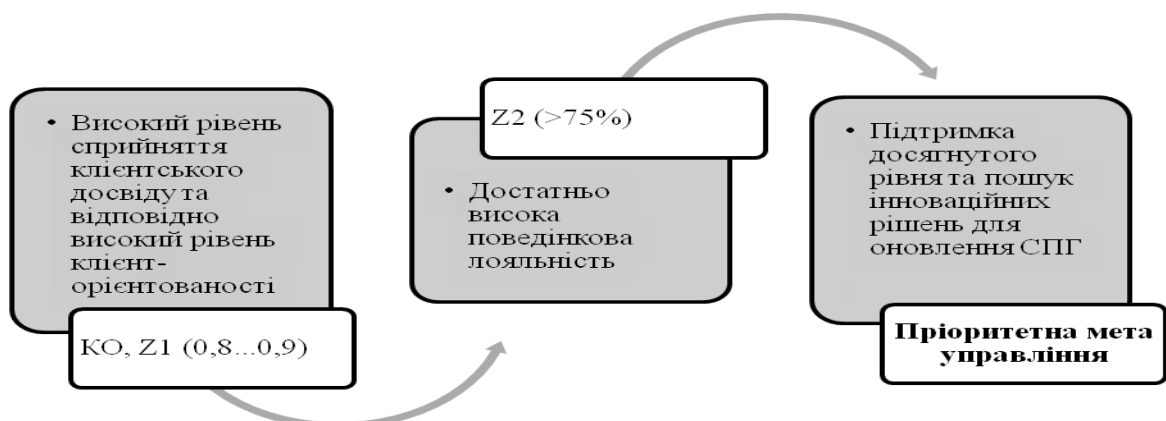 • Високий рівень
сприйняття
клієнтського
досвіду та
відповідно
високий рівень
клієнт-
орієнтованості
КО, Z1 (0,8...0,9)
Z2 (>75%)
• Достатньо
висока
поведінкова
лояльність
• Підтримка
досягнутого
рівня та пошук
інноваційних
рішень для
оновлення СПГ
Пріоритетна мета
управління